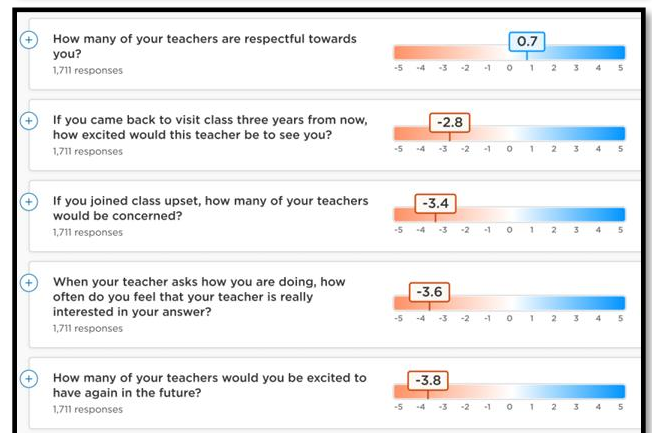 How many of your teachers are respectful towards
you?
1,711 responses
0.7
-5 -4 -3 -2 -1 0 1 2 3 4 5
If you came back to visit class three years from now,
how excited would this teacher be to see you?
1,711 responses
-2.8
-5 -4 -3 -2 -1 0 1 2 3 4 5
If you joined class upset, how many of your teachers
would be concerned?
1,711 responses
-3.4
-5 -4 -3 -2 -1 0 1 2 3 4 5
When your teacher asks how you are doing, how
often do you feel that your teacher is really
interested in your answer?
1,711 responses
-3.6
-5 -4 -3 -2 -1 0 1 2 3 4 5
How many of your teachers would you be excited to
have again in the future?
1,711 responses
-3.8
-5 -4 -3 -2 -1 0 1 2 3 4 5